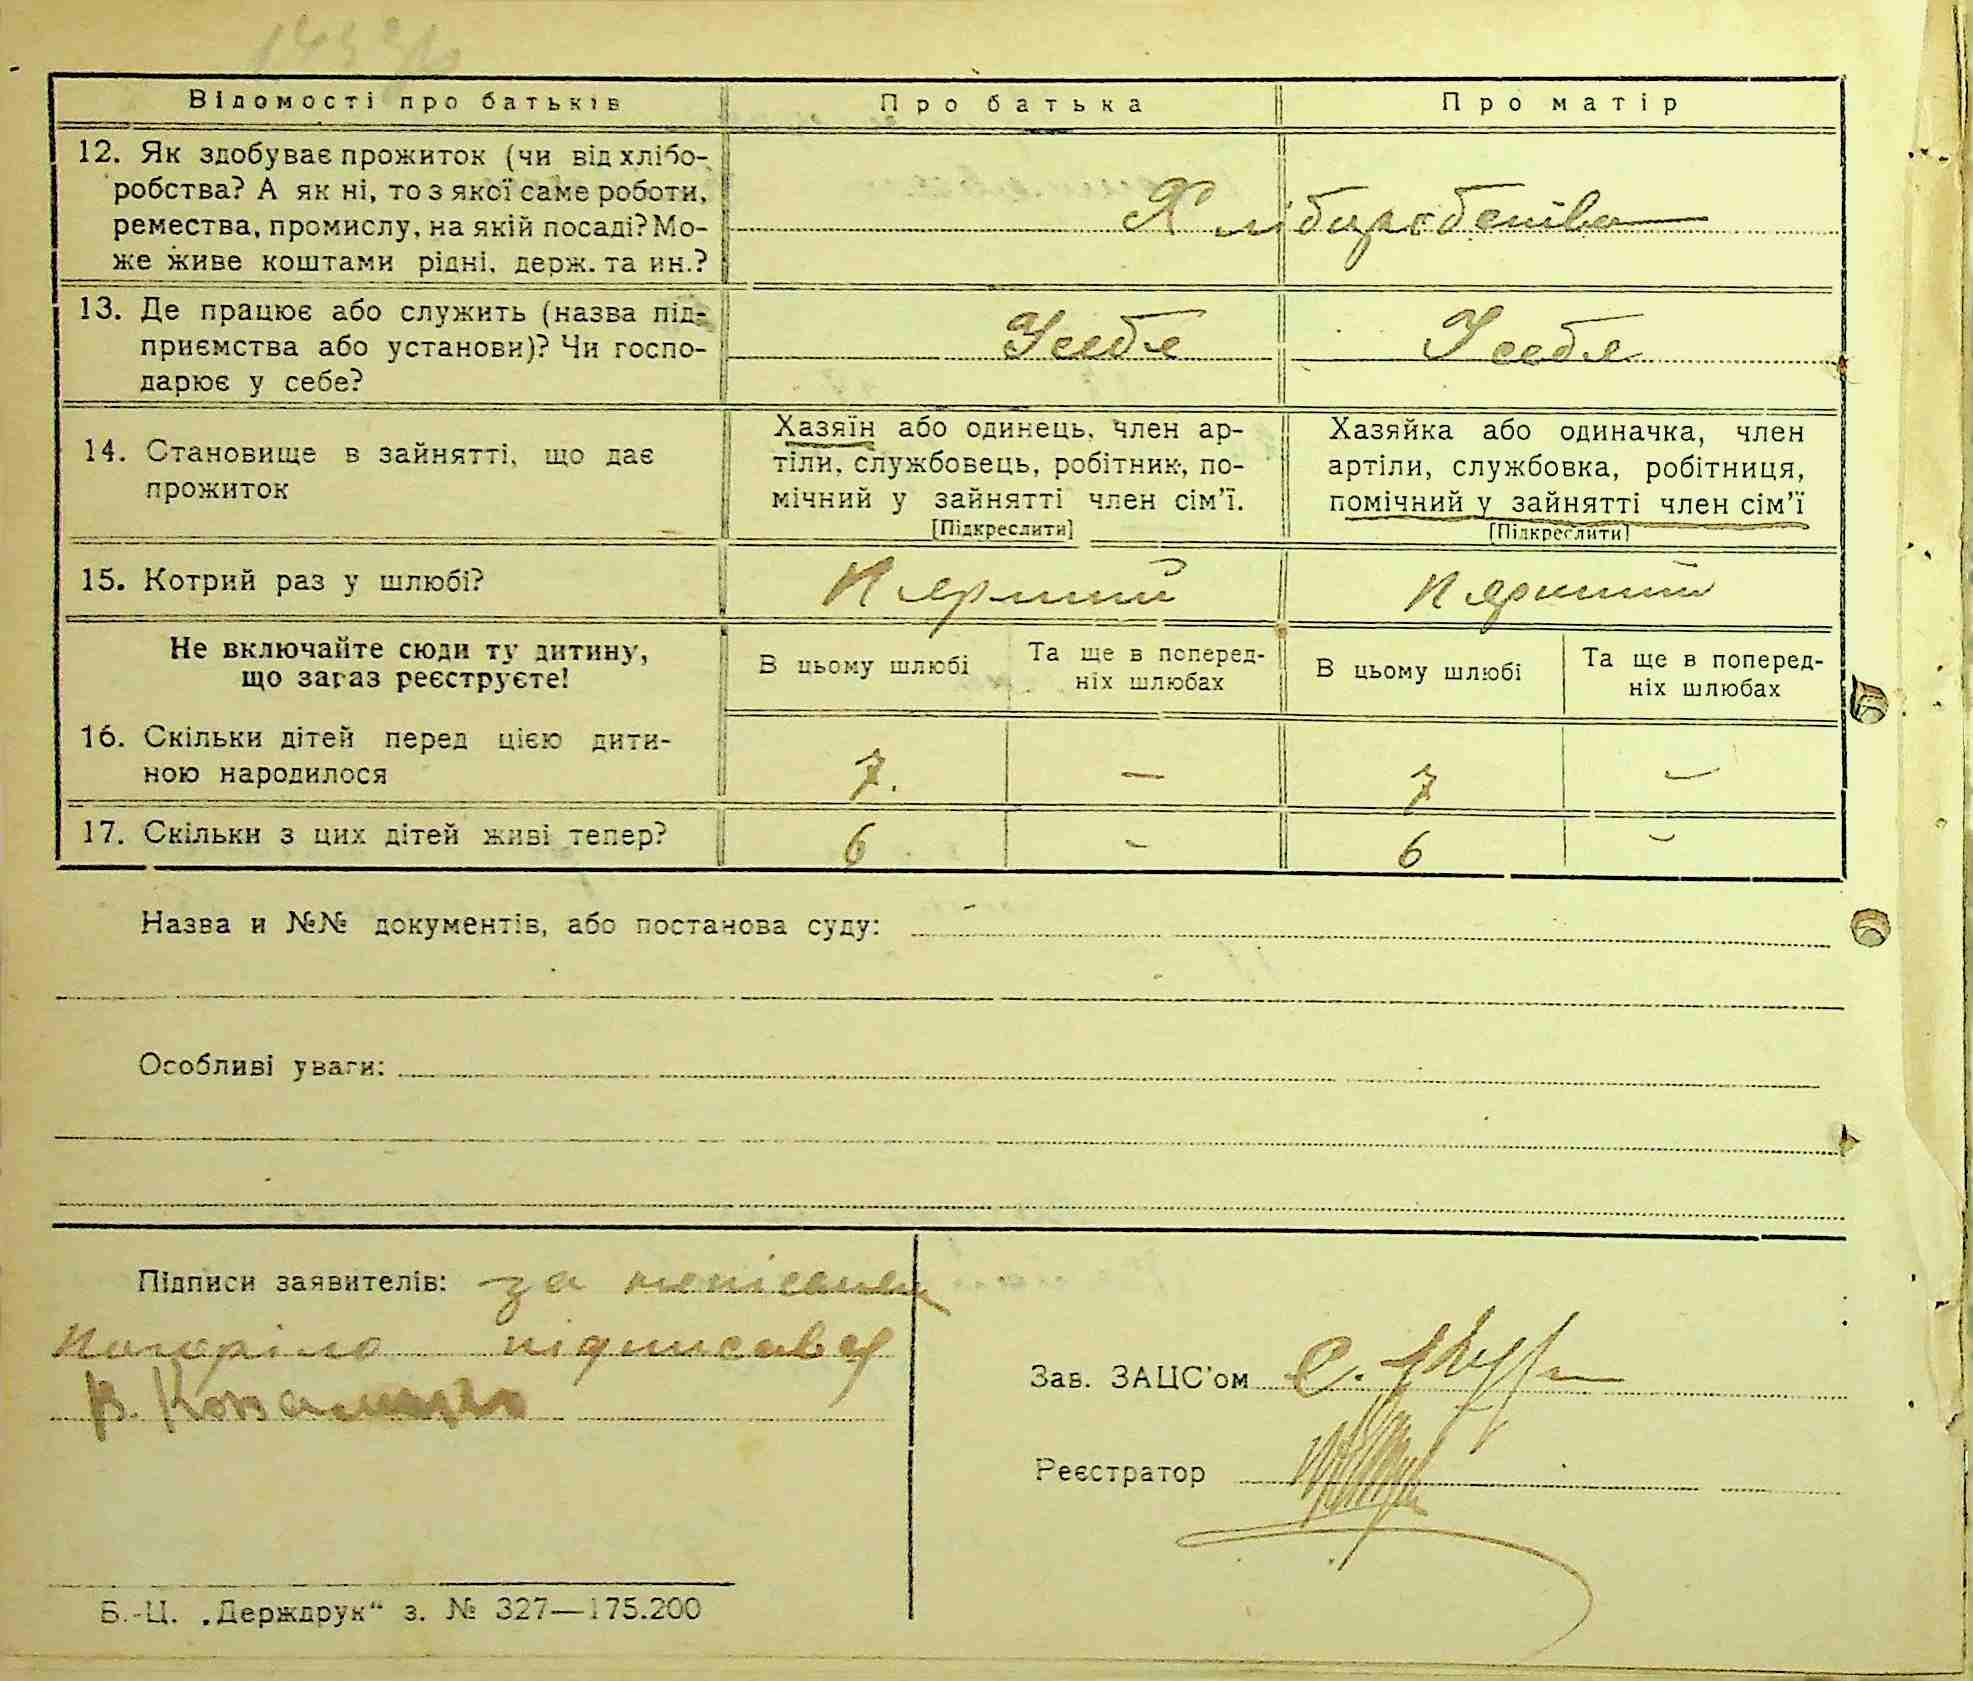 Відомості про батьків
Про батька
Про матір
12. Як здобуває прожиток (чи від хлібо-
робства? А як ні, то з якої саме роботи,
ремества, промислу, на якій посаді? Мо-
же живе коштами рідні, держ. та ин.?
Хліборобство
13. Де працює або служить (назва під-
приємства або установи)? Чи госпо-
дарює у себе?
У себе
У себе
14. Становище в зайнятті, що дає
прожиток
Хазяїн або одинець, член ар-
тіли, службовець, робітник, по-
мічний у зайнятті член сім'ї.
[Підкреслити]
Хазяйка або одиначка, член
артіли, службовка, робітниця,
помічний у зайнятті член сім'ї
[Підкреслити]
15. Котрий раз у шлюбі?
Перший
Перший
Не включайте сюди ту дитину,
що зараз реєструєте!
В цьому шлюбі
Та ще в поперед-
ніх шлюбах
В цьому шлюбі
Та ще в поперед-
ніх шлюбах
16. Скільки дітей перед цією дити-
ною народилося
7. — 7 —
17. Скільки з цих дітей живі тепер?
6 - 6 -
Назва и №№ документів, або постанова суду: -
Особливі уваги:
Підписи заявителів: за
підписався
В.
Зав. ЗАЦС'ом С.
Реєстратор
Б.-Ц. „Держдрук“ з. № 327—175.200